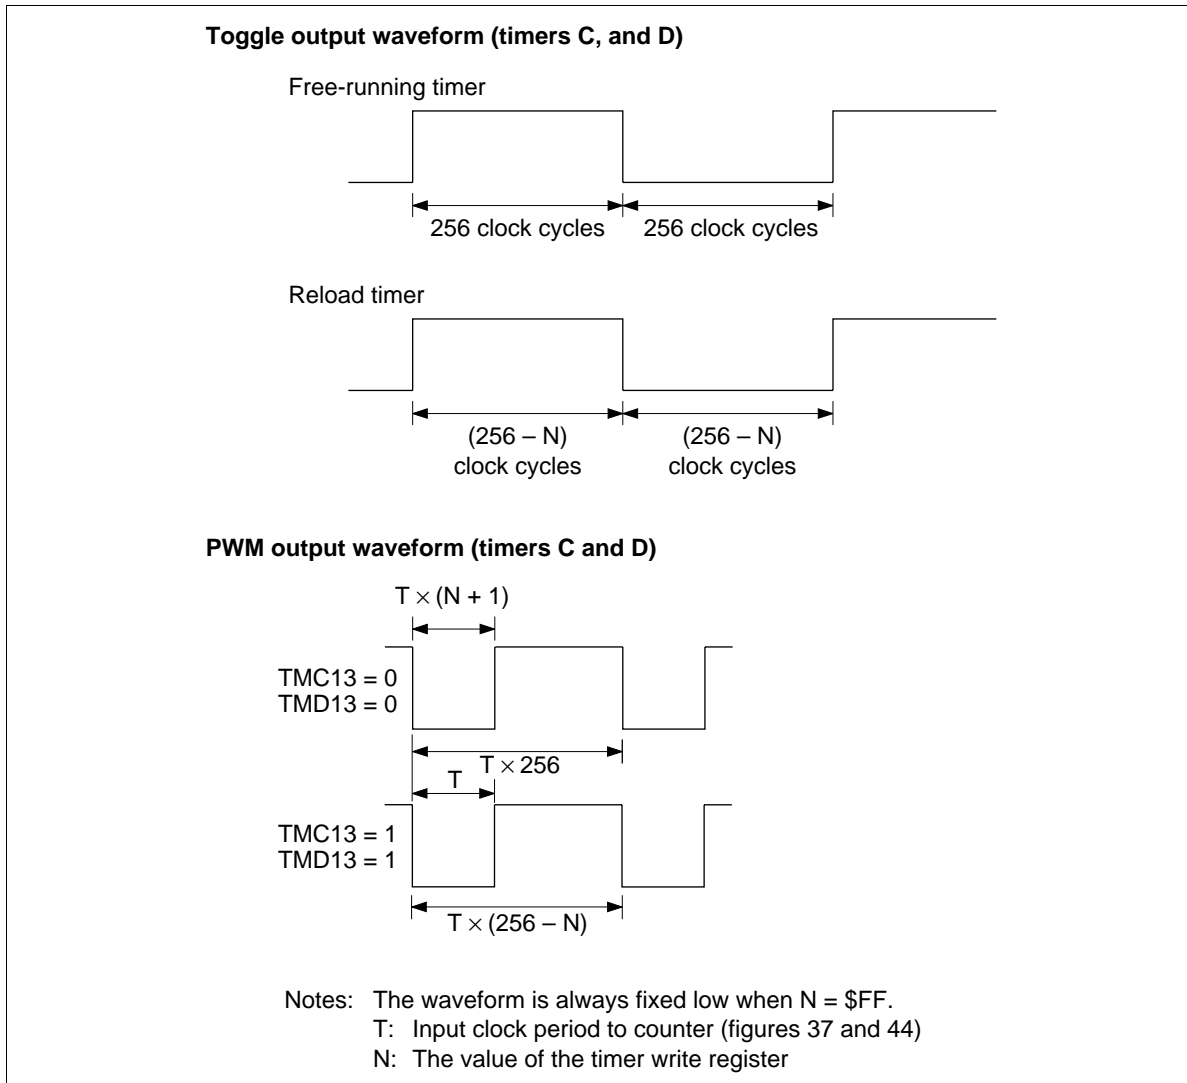 Toggle output waveform (timers C, and D)
Free-running timer
256 clock cycles 256 clock cycles
Reload timer
(256 – N) (256 – N)
clock cycles clock cycles
PWM output waveform (timers C and D)
T × (N + 1)
TMC13 = 0
TMD13 = 0
T × 256
T
TMC13 = 1
TMD13 = 1
T × (256 – N)
Notes: The waveform is always fixed low when N = $FF.
T: Input clock period to counter (figures 37 and 44)
N: The value of the timer write register